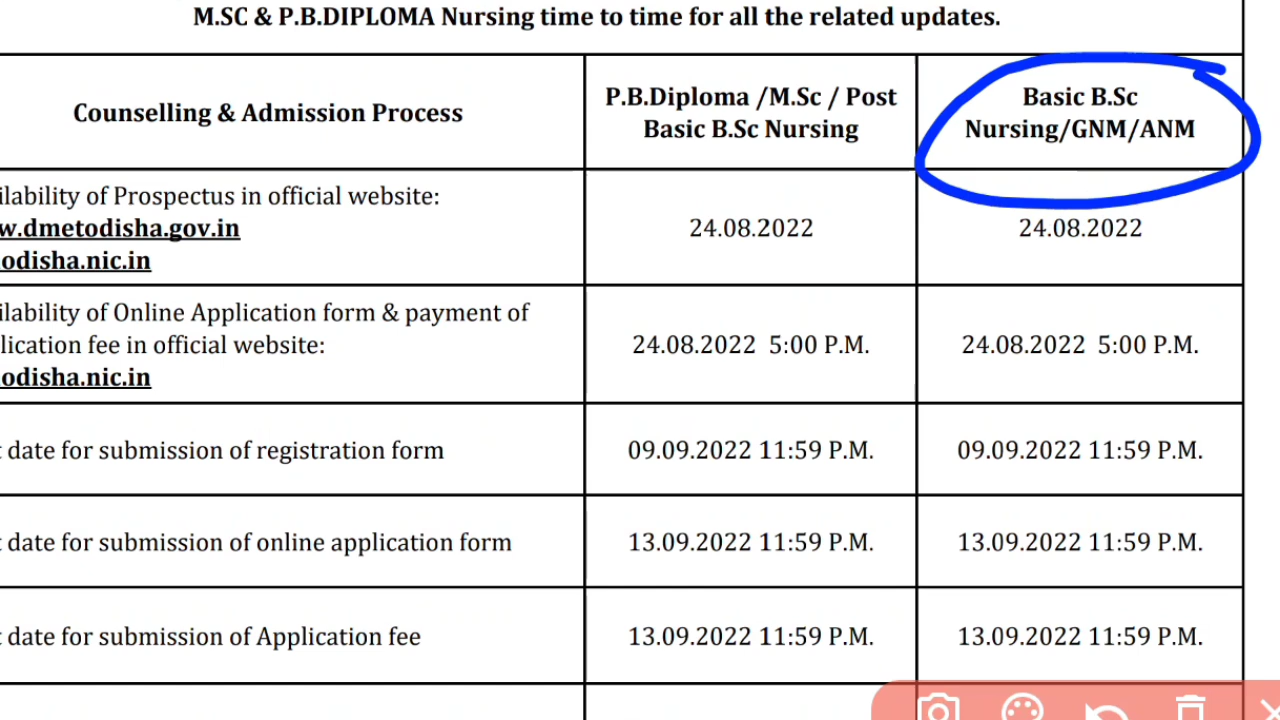 M.SC & P.B.DIPLOMA Nursing time to time for all the related updates.
Counselling & Admission Process
P.B.Diploma /M.Sc / Post
Basic B.Sc Nursing
Basic B.Sc
Nursing/GNM/ANM
ilability of Prospectus in official website:
w.dmetodisha.gov.in
odisha.nic.in
24.08.2022
24.08.2022
ilability of Online Application form & payment of
lication fee in official website:
odisha.nic.in
24.08.2022 5:00 P.M.
24.08.2022 5:00 P.M.
t date for submission of registration form
09.09.2022 11:59 P.M.
09.09.2022 11:59 P.M.
t date for submission of online application form
13.09.2022 11:59 P.M.
13.09.2022 11:59 P.M.
t date for submission of Application fee
13.09.2022 11:59 P.M.
13.09.2022 11:59 P.M.